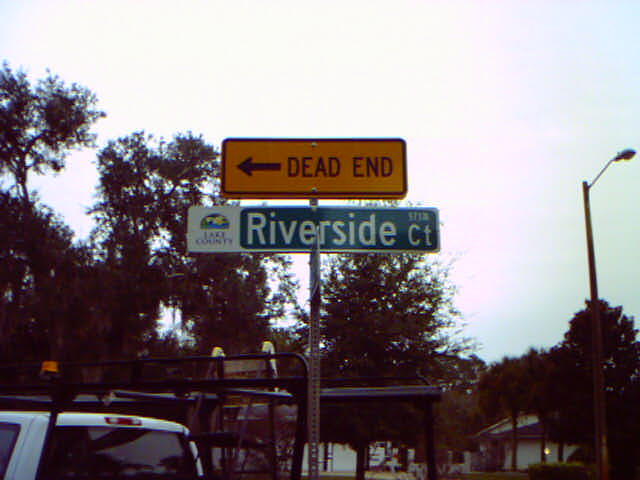 DEAD END
LAKE
COUNTY
Riverside Ct